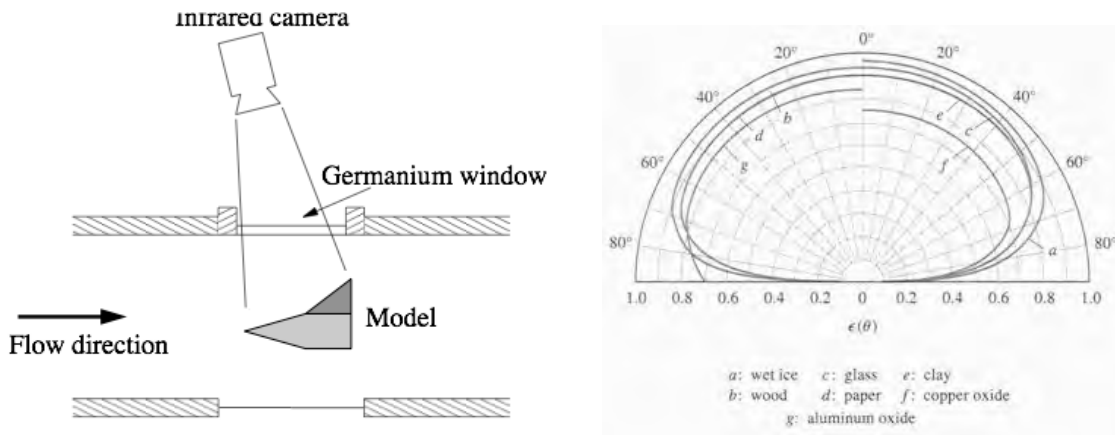 Infrared camera
Germanium window
Model
Flow direction
0°
20° 20°
40° 40°
60° 60°
80° 80°
b e
d c
g f
a
1.0 0.8 0.6 0.4 0.2 0 0.2 0.4 0.6 0.8 1.0
ϵ(θ)
a: wet ice c: glass e: clay
b: wood d: paper f: copper oxide
g: aluminum oxide